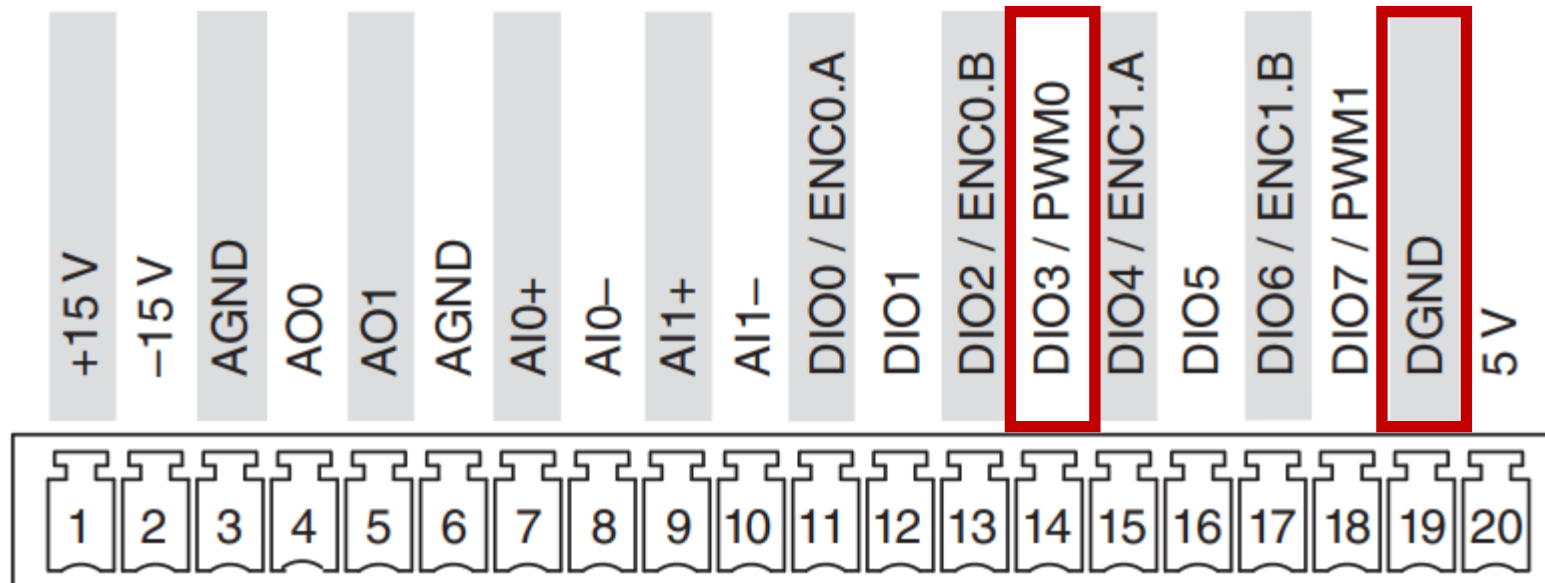 +15 V
–15 V
AGND
AO0
AO1
AGND
AI0+
AI0–
AI1+
AI1–
DIO0 / ENC0.A
DIO1
DIO2 / ENC0.B
DIO3 / PWM0
DIO4 / ENC1.A
DIO5
DIO6 / ENC1.B
DIO7 / PWM1
DGND
5 V
1 2 3 4 5 6 7 8 9 10 11 12 13 14 15 16 17 18 19 20